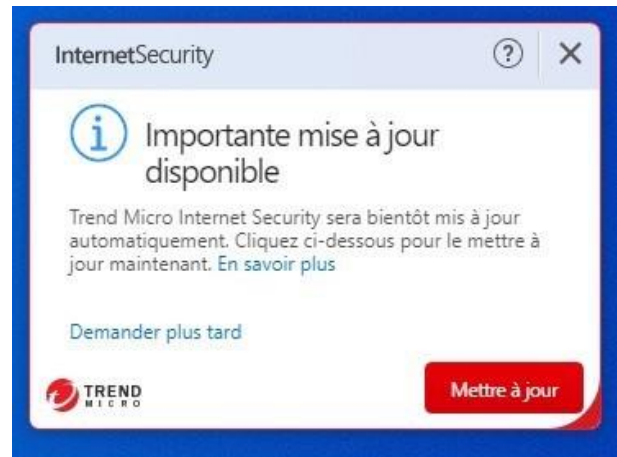 InternetSecurity
Importante mise à jour
disponible
Trend Micro Internet Security sera bientôt mis à jour
automatiquement. Cliquez ci-dessous pour le mettre à
jour maintenant. En savoir plus
Demander plus tard
TREND
MICRO
Mettre à jour